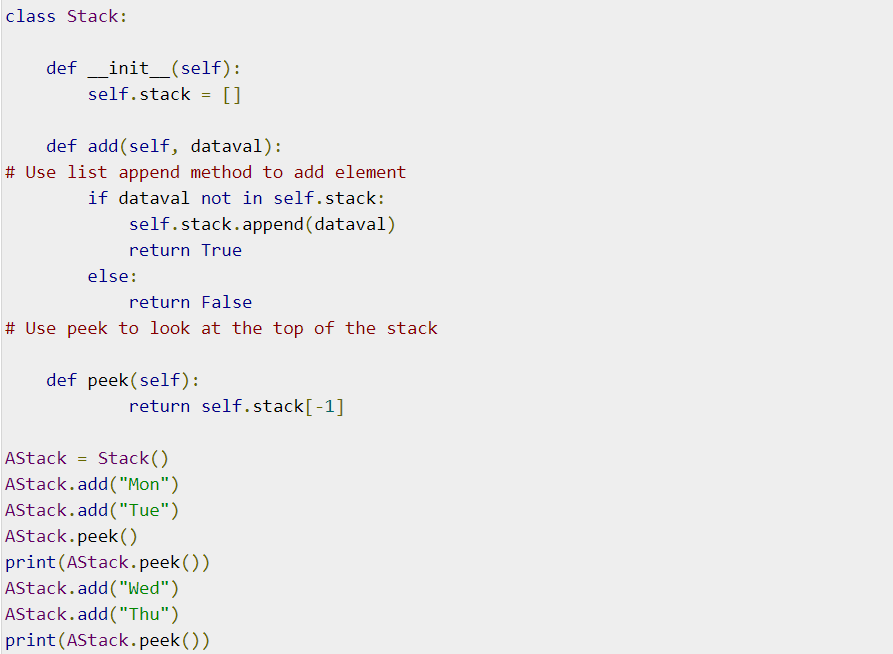 class Stack:
    def __init__(self):
        self.stack = []
    def add(self, dataval):
# Use list append method to add element
        if dataval not in self.stack:
            self.stack.append(dataval)
            return True
        else:
            return False
# Use peek to look at the top of the stack
    def peek(self):
            return self.stack[-1]
AStack = Stack()
AStack.add("Mon")
AStack.add("Tue")
AStack.peek()
print(AStack.peek())
AStack.add("Wed")
AStack.add("Thu")
print(AStack.peek())